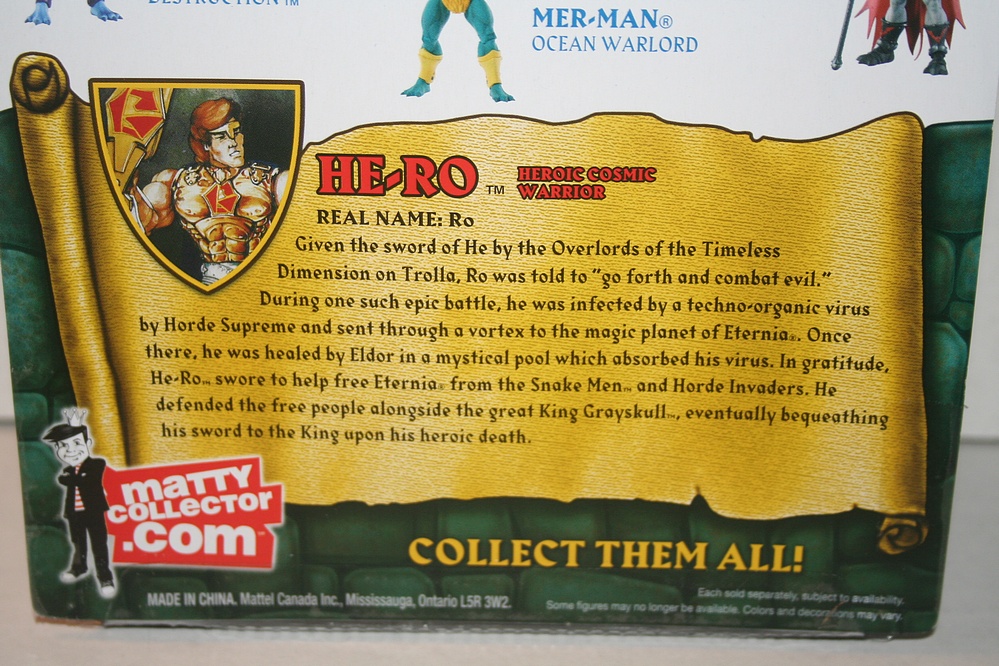 DESTRUCTION™
MER-MAN®
OCEAN WARLORD
HE-RO™ HEROIC COSMIC
WARRIOR
REAL NAME: Ro
Given the sword of He by the Overlords of the Timeless
Dimension on Trolla, Ro was told to "go forth and combat evil."
During one such epic battle, he was infected by a techno-organic virus
by Horde Supreme and sent through a vortex to the magic planet of Eternia®. Once
there, he was healed by Eldor in a mystical pool which absorbed his virus. In gratitude,
He-Ro™ swore to help free Eternia® from the Snake Men™ and Horde Invaders. He
defended the free people alongside the great King Grayskull™, eventually bequeathing
his sword to the King upon his heroic death.
MATTY
COLLECTOR
.COM™
COLLECT THEM ALL!
MADE IN CHINA. Mattel Canada Inc., Mississauga, Ontario L5R 3W2.
Each sold separately, subject to availability.
Some figures may no longer be available. Colors and decorations may vary.